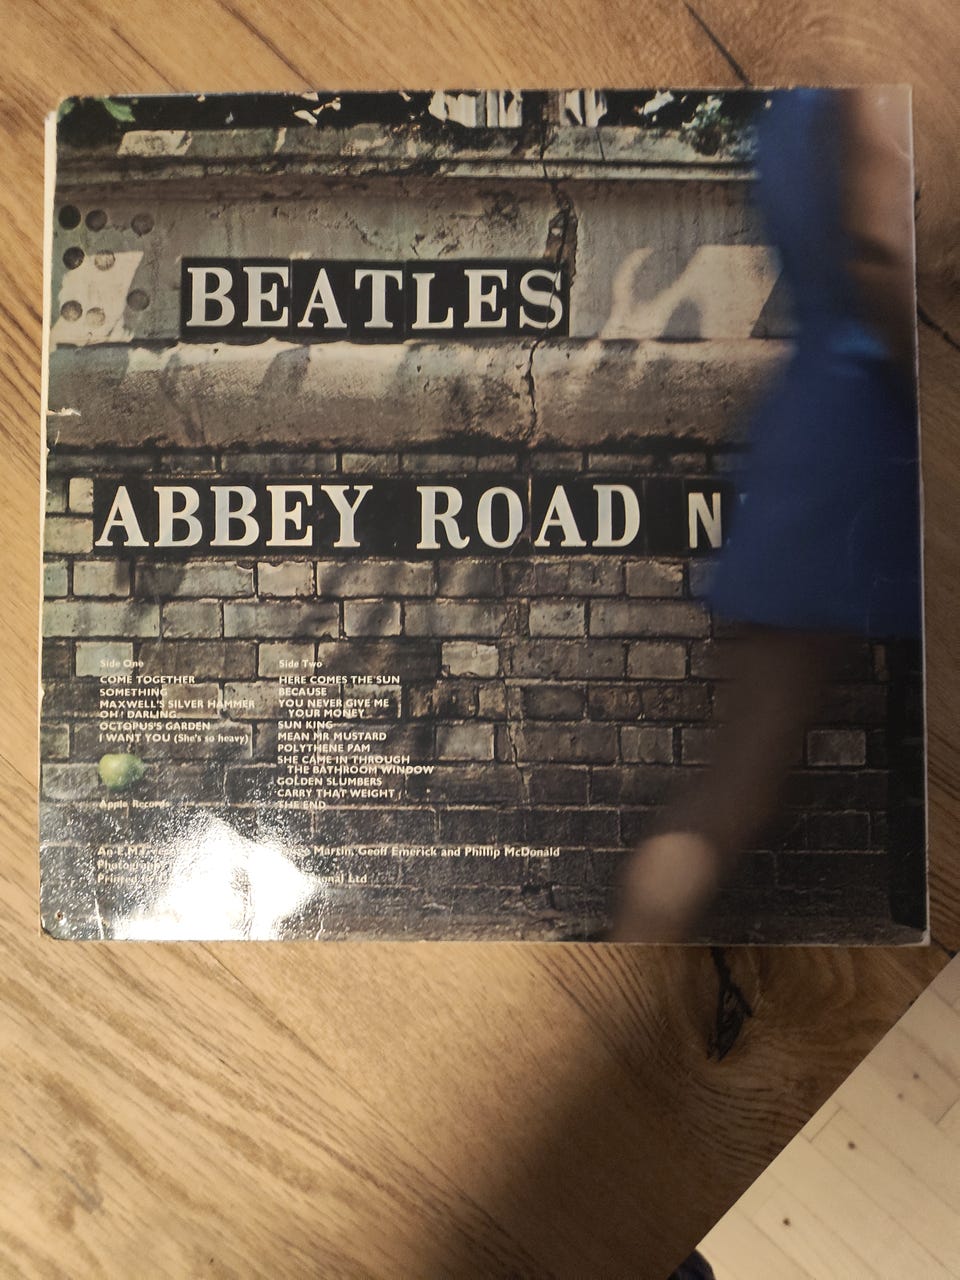 BEATLES
ABBEY ROAD N
Side One
COME TOGETHER
SOMETHING
MAXWELL'S SILVER HAMMER
OH! DARLING
OCTOPUS'S GARDEN
I WANT YOU (She's so heavy)
Apple Records
Side Two
HERE COMES THE SUN
BECAUSE
YOU NEVER GIVE ME
YOUR MONEY
SUN KING
MEAN MR MUSTARD
POLYTHENE PAM
SHE CAME IN THROUGH
THE BATHROOM WINDOW
GOLDEN SLUMBERS
CARRY THAT WEIGHT
THE END
Martin, Geoff Emerick and Phillip McDonald
Ltd